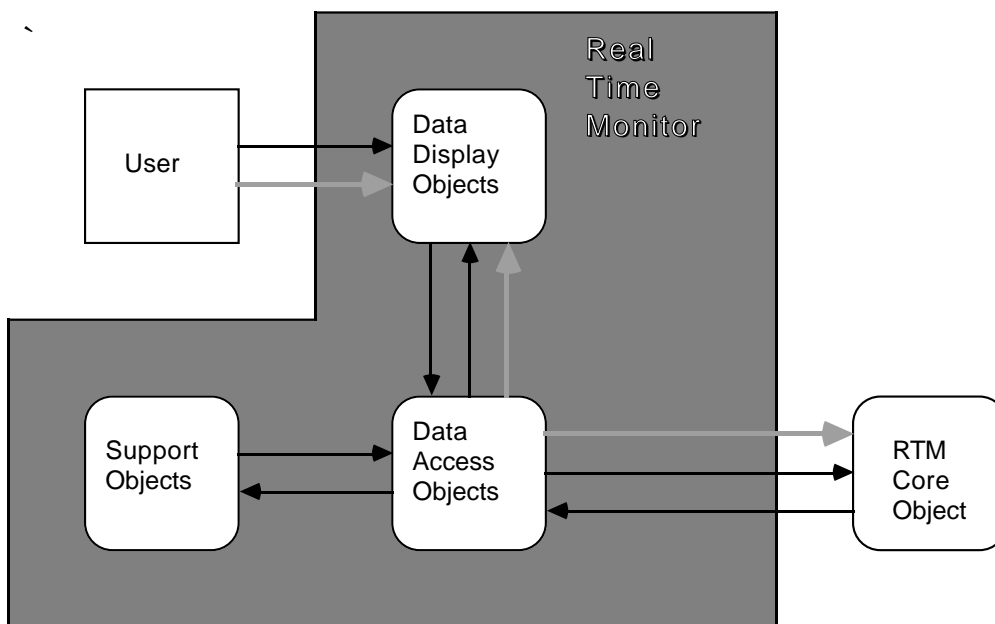 `
Real
Time
Monitor
User
Data
Display
Objects
Support
Objects
Data
Access
Objects
RTM
Core
Object